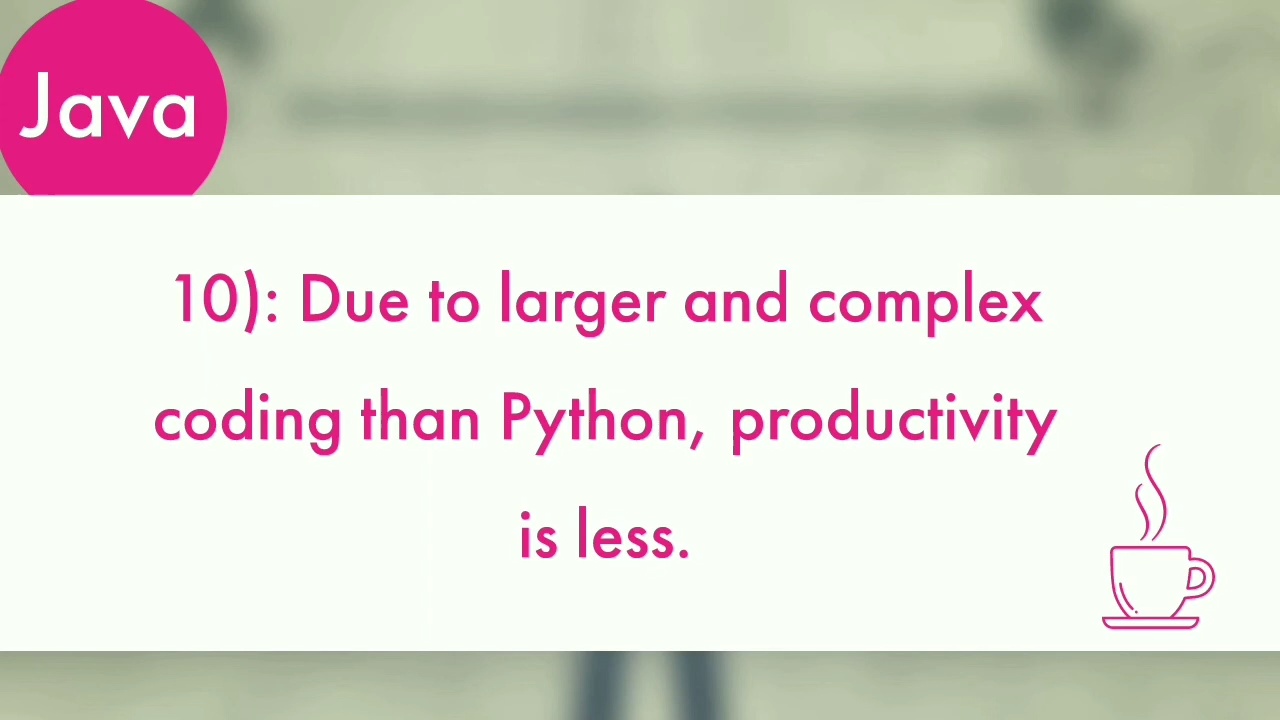 Java
10): Due to larger and complex
coding than Python, productivity
is less.